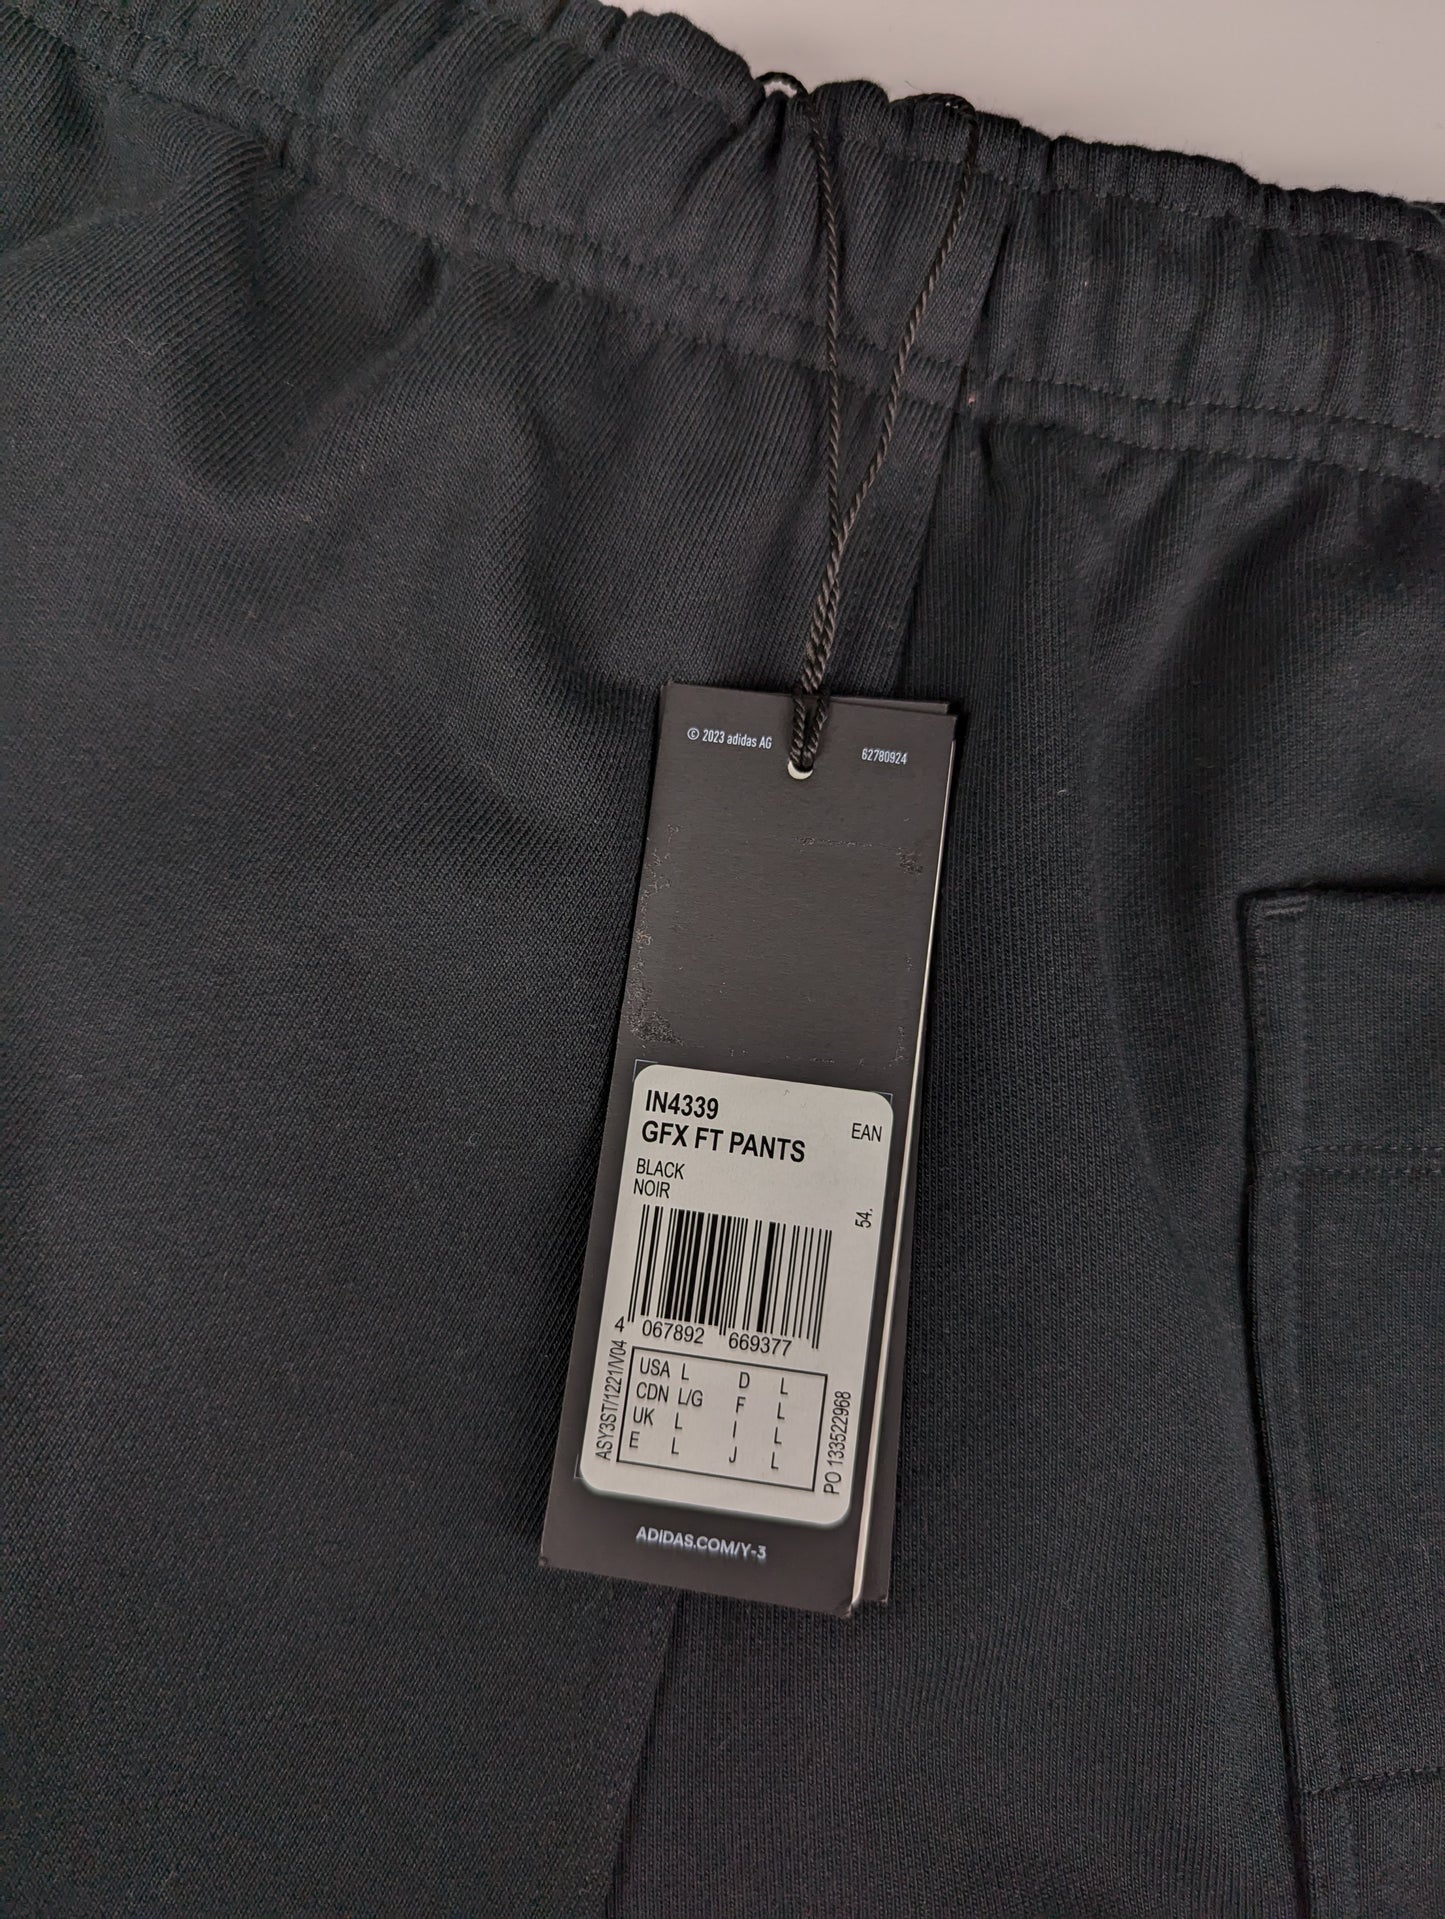 © 2023 adidas AG
62780924
IN4339
GFX FT PANTS
EAN
BLACK
NOIR
54.
4 067892 669377
ASY3ST/1221/V04
USA L D L
CDN L/G F L
UK L I L
E L J L
PO 133522968
ADIDAS.COM/Y-3